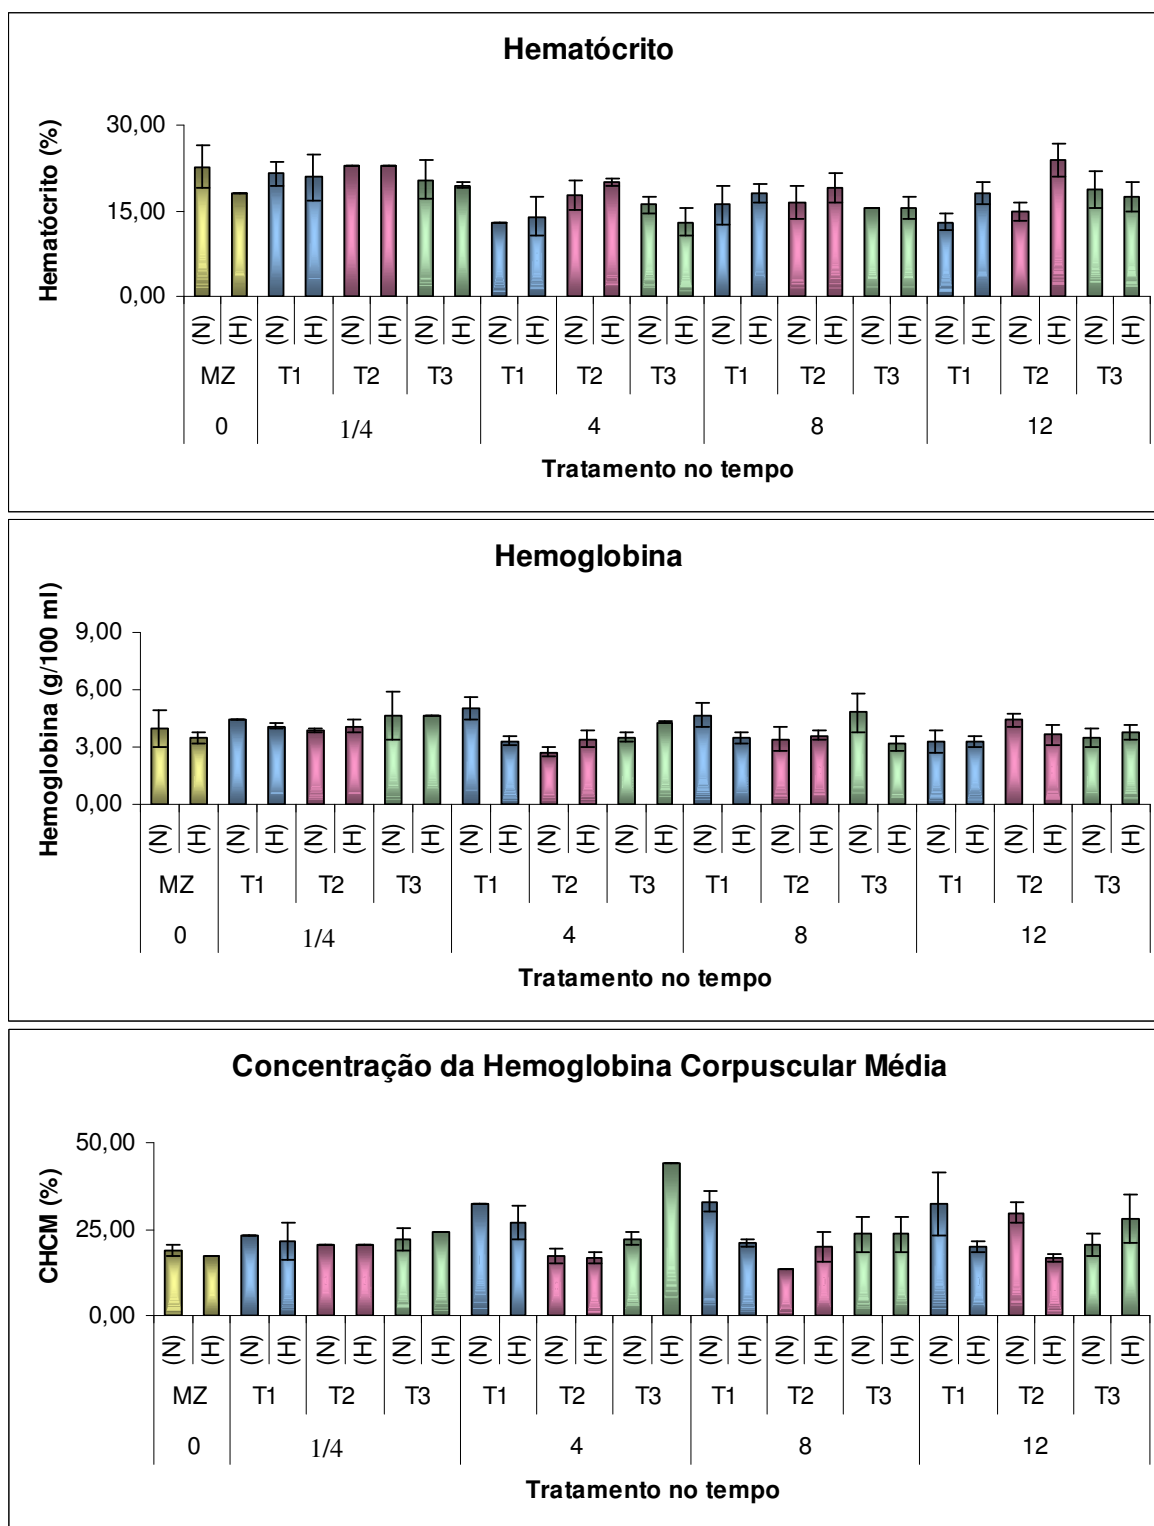 Hematócrito
Hematócrito (%)
30,00
15,00
0,00
(N) (H) (N) (H) (N) (H) (N) (H) (N) (H) (N) (H) (N) (H) (N) (H) (N) (H) (N) (H) (N) (H) (N) (H) (N) (H)
MZ T1 T2 T3 T1 T2 T3 T1 T2 T3 T1 T2 T3
0 1/4 4 8 12
Tratamento no tempo
Hemoglobina
Hemoglobina (g/100 ml)
9,00
6,00
3,00
0,00
(N) (H) (N) (H) (N) (H) (N) (H) (N) (H) (N) (H) (N) (H) (N) (H) (N) (H) (N) (H) (N) (H) (N) (H) (N) (H)
MZ T1 T2 T3 T1 T2 T3 T1 T2 T3 T1 T2 T3
0 1/4 4 8 12
Tratamento no tempo
Concentração da Hemoglobina Corpuscular Média
CHCM (%)
50,00
25,00
0,00
(N) (H) (N) (H) (N) (H) (N) (H) (N) (H) (N) (H) (N) (H) (N) (H) (N) (H) (N) (H) (N) (H) (N) (H) (N) (H)
MZ T1 T2 T3 T1 T2 T3 T1 T2 T3 T1 T2 T3
0 1/4 4 8 12
Tratamento no tempo